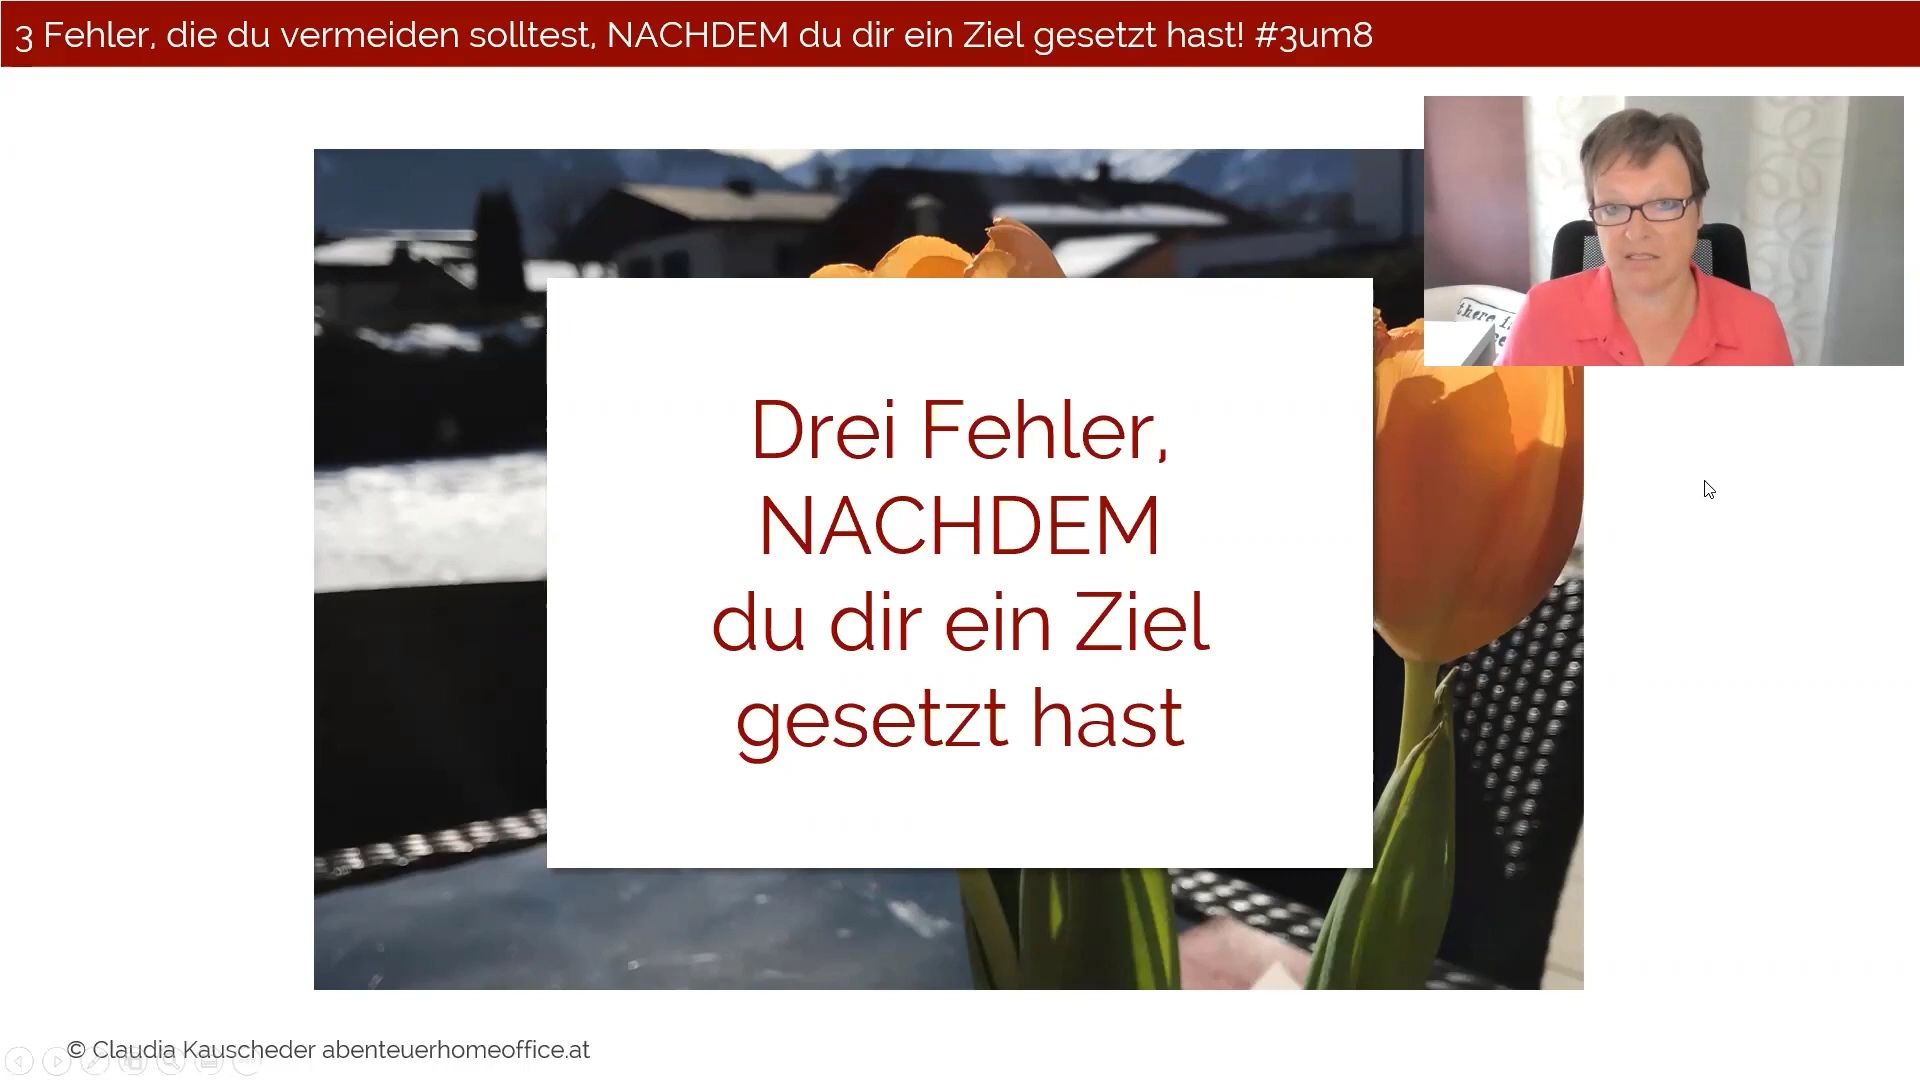 3 Fehler, die du vermeiden solltest, NACHDEM du dir ein Ziel gesetzt hast! #3um8
there i
Drei Fehler,
NACHDEM
du dir ein Ziel
gesetzt hast
© Claudia Kauscheder abenteuerhomeoffice.at